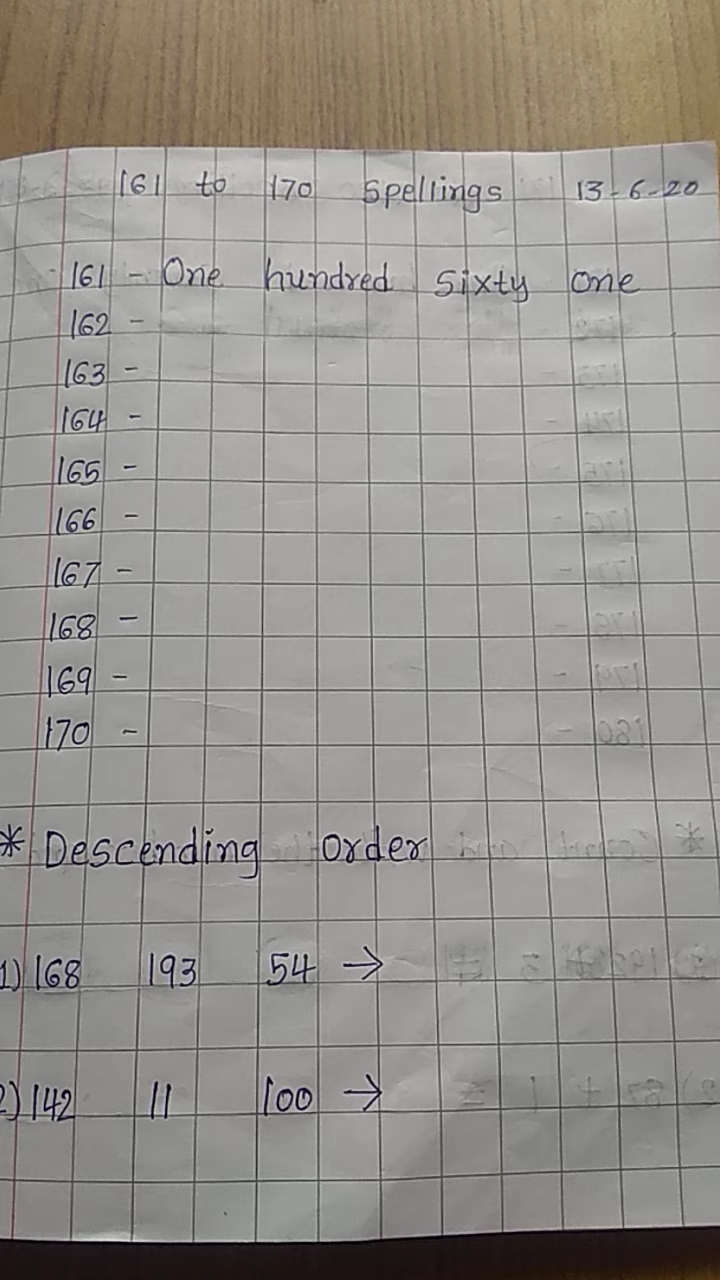 161 to 170 Spellings 13-6-20
161 - One hundred sixty one
162 -
163 -
164 -
165 -
166 -
167 -
168 -
169 -
170 -
* Descending order
1) 168 193 54 →
2) 142 11 100 →